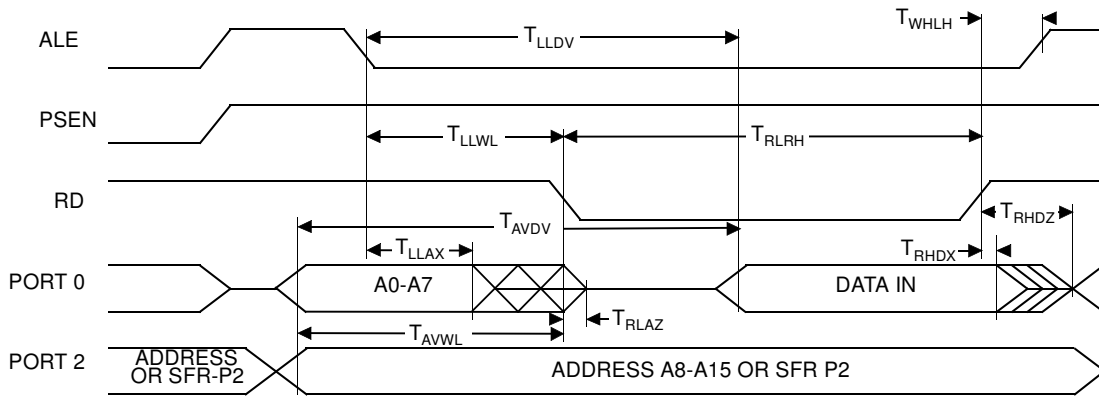 T_WHLH
ALE
T_LLDV
PSEN
T_LLWL
T_RLRH
RD
T_AVDV
T_RHDZ
T_LLAX
T_RHDX
PORT 0
A0-A7
DATA IN
T_RLAZ
T_AVWL
PORT 2
ADDRESS
OR SFR-P2
ADDRESS A8-A15 OR SFR P2